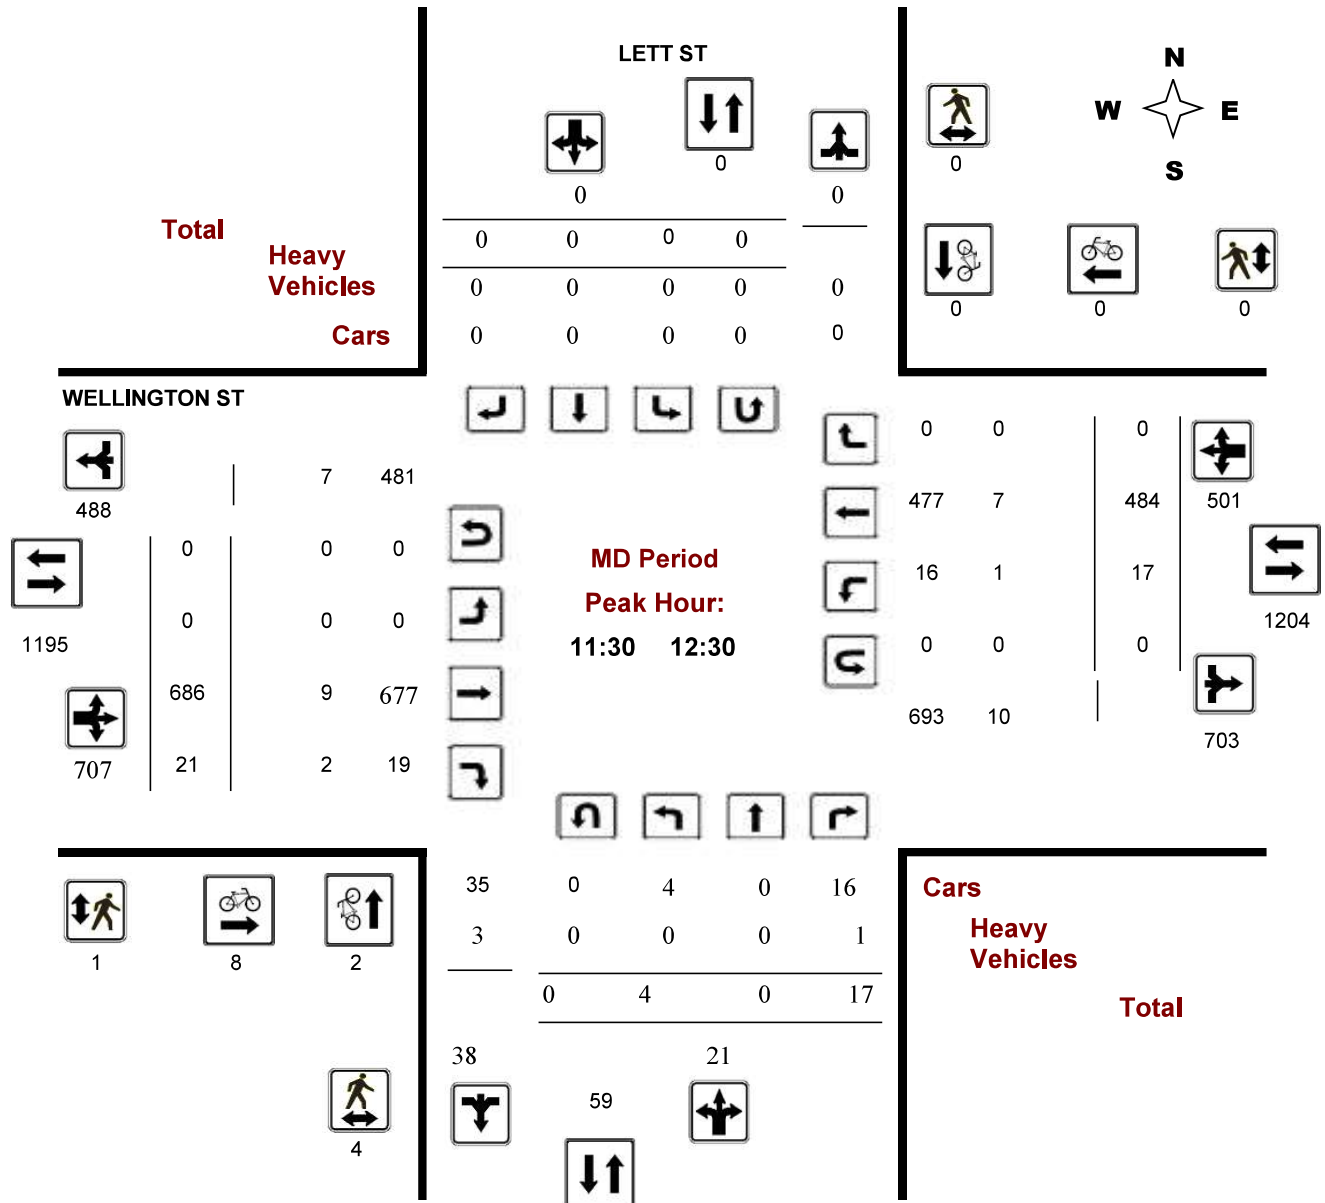 LETT ST
N
W E
S
0
0
0 0
Total
0 0 0 0
Heavy
Vehicles
0 0 0 0 0
Cars
0 0 0 0 0
0 0 0
WELLINGTON ST
0 0 0
7 481
488
477 7 484 501
0 0 0
MD Period
16 1 17
Peak Hour:
0 0 0
1195
11:30 12:30
0 0 0
1204
686 9 677
693 10
703
707 21 2 19
35 0 4 0 16
Cars
3 0 0 0 1
Heavy
Vehicles
1 8 2
0 4 0 17
Total
38 21
59
4